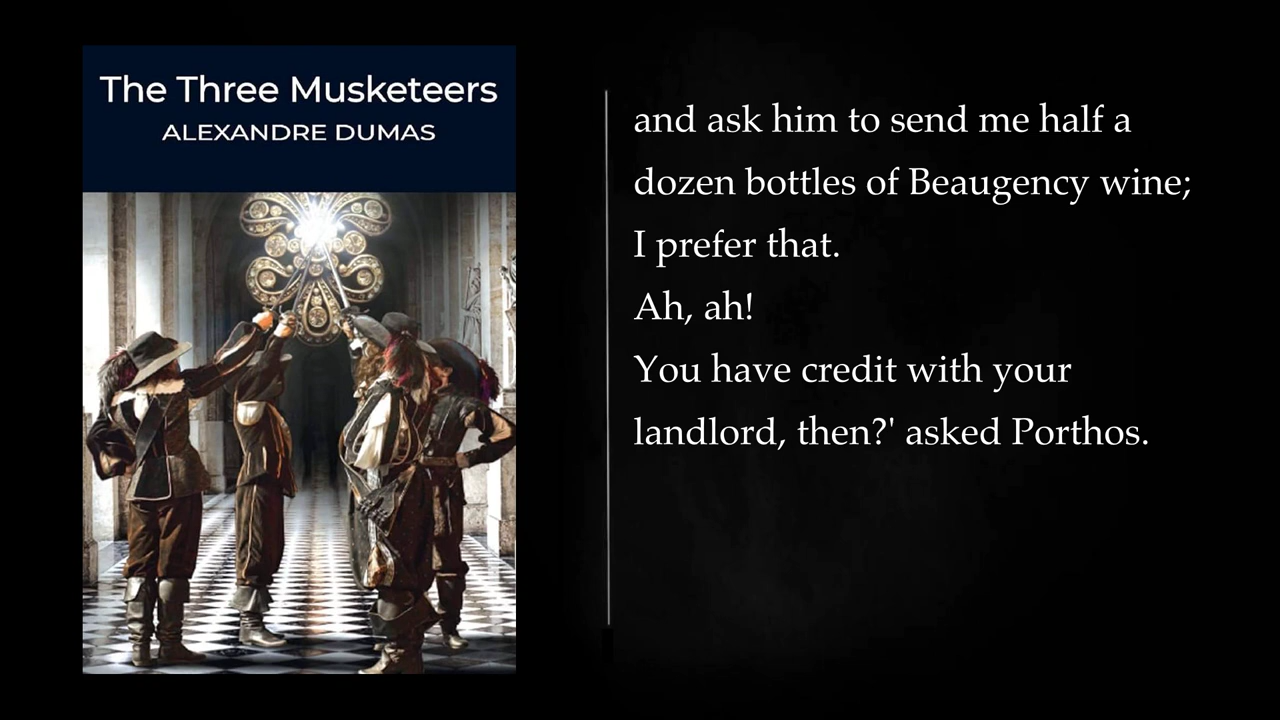 The Three Musketeers
ALEXANDRE DUMAS
and ask him to send me half a
dozen bottles of Beaugency wine;
I prefer that.
Ah, ah!
You have credit with your
landlord, then?' asked Porthos.